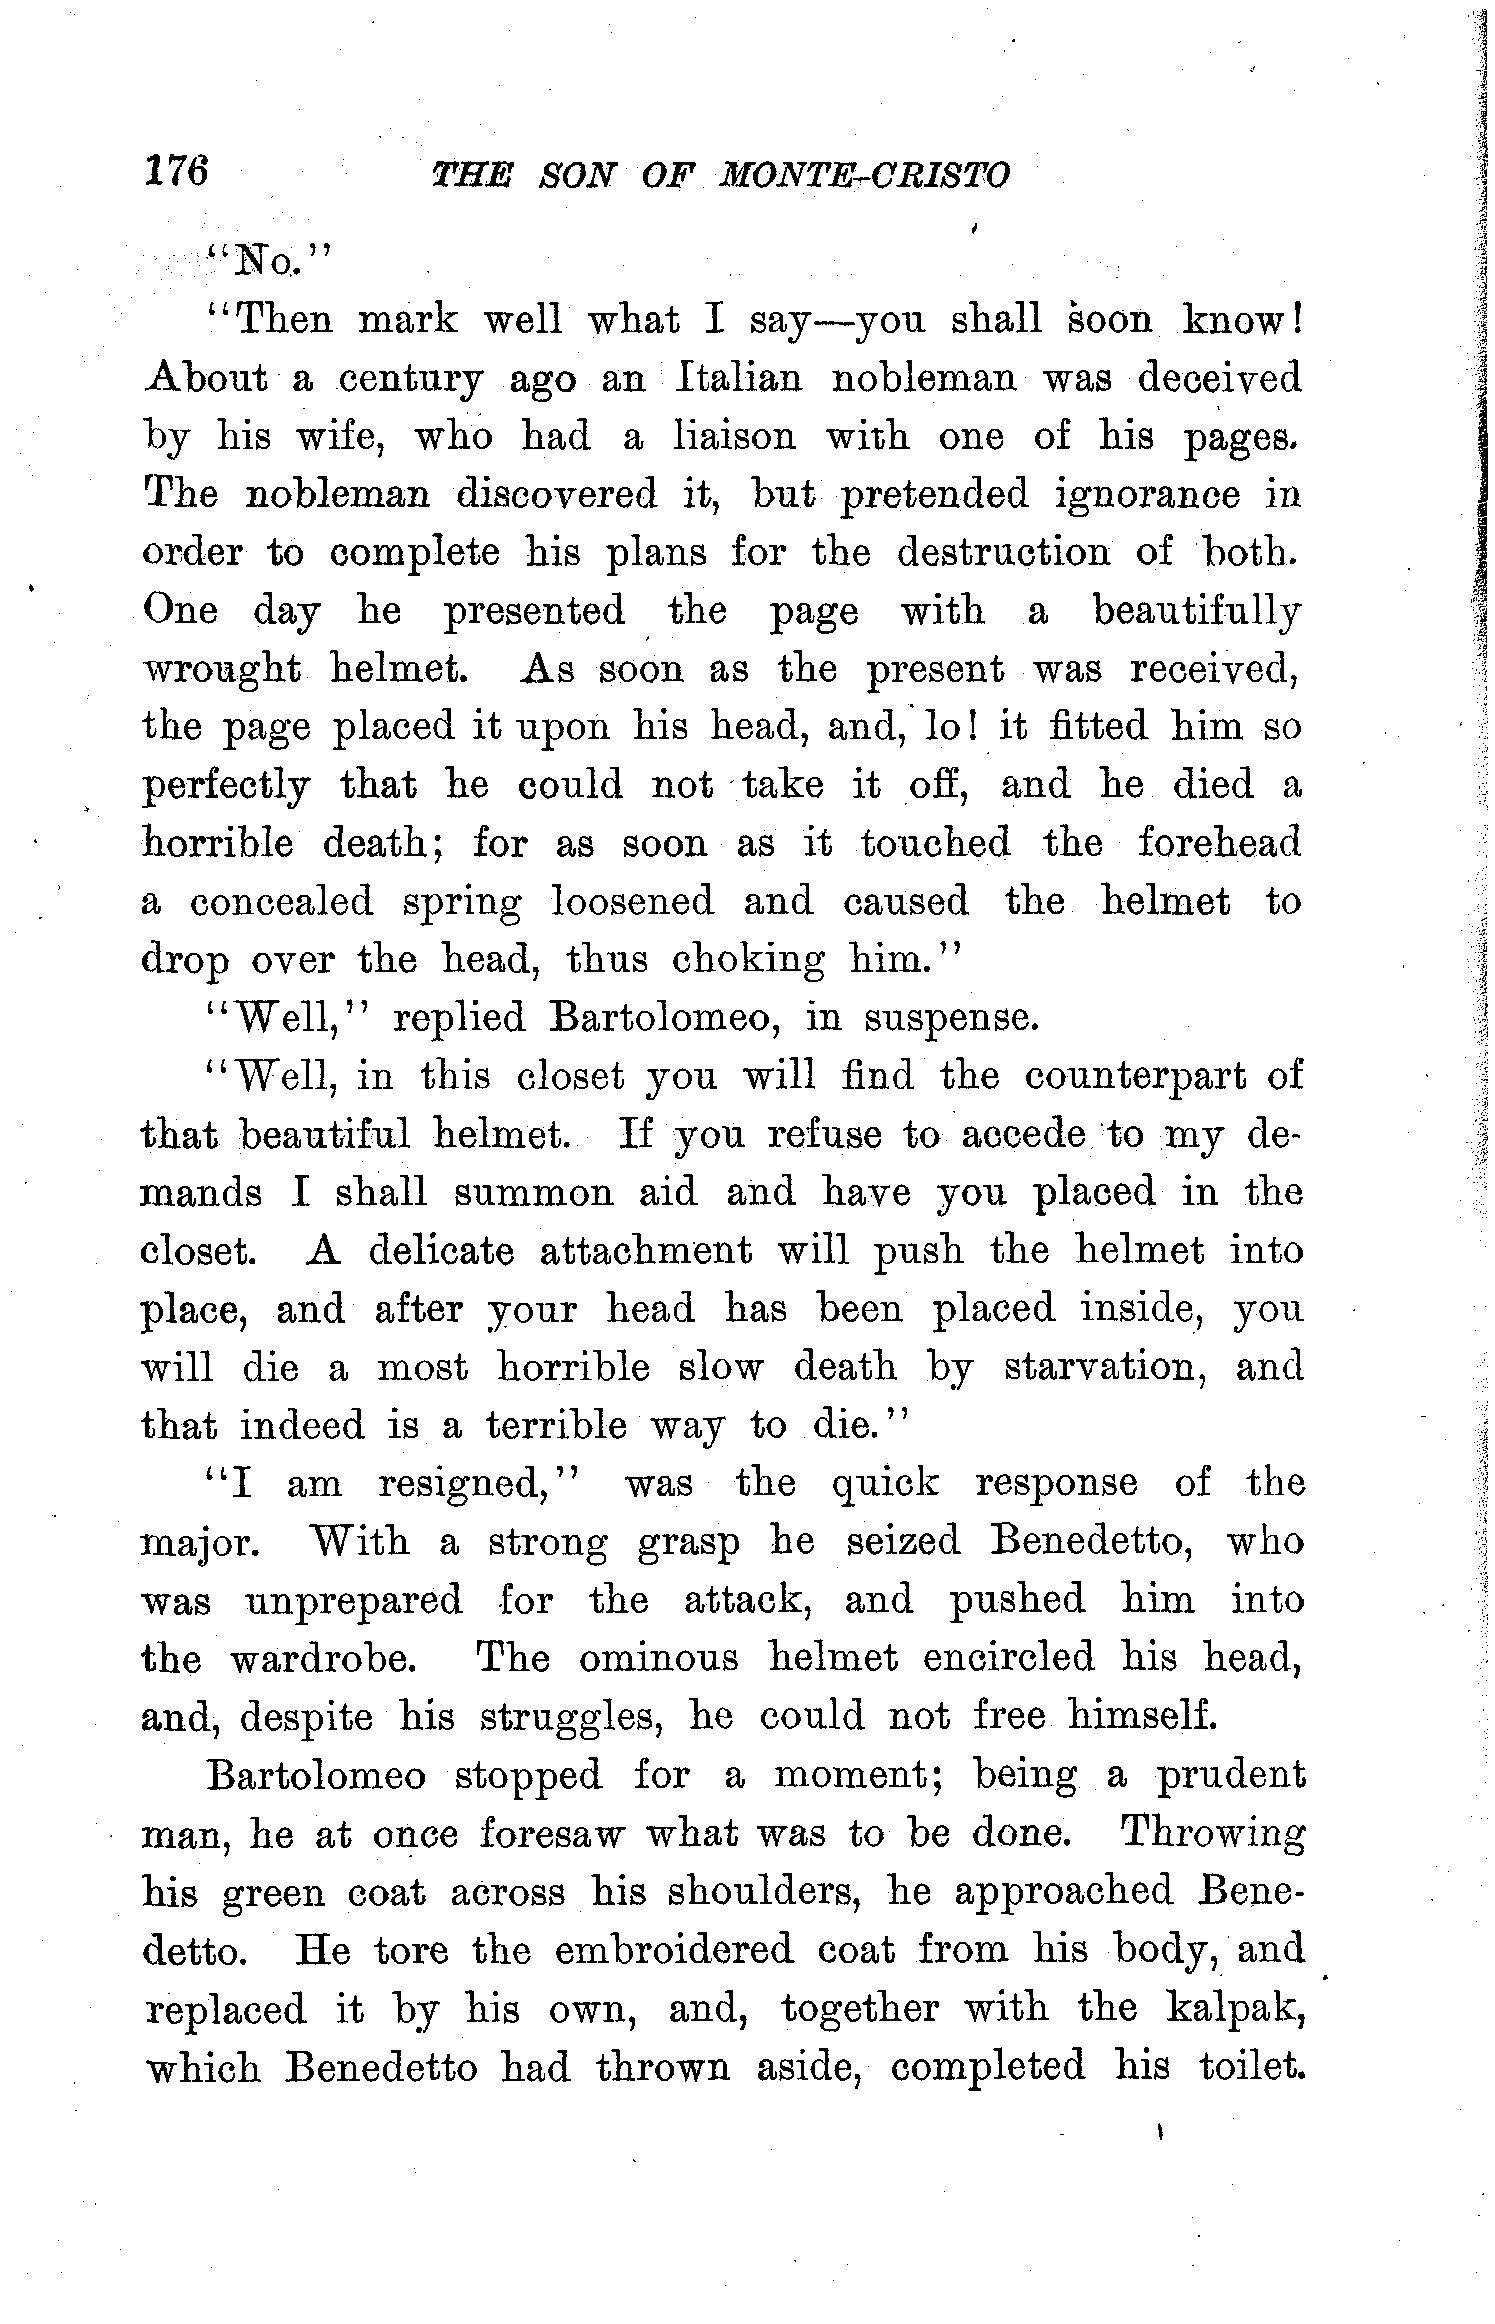 176 THE SON OF MONTE-CRISTO
"No."
"Then mark well what I say—you shall soon know!
About a century ago an Italian nobleman was deceived
by his wife, who had a liaison with one of his pages.
The nobleman discovered it, but pretended ignorance in
order to complete his plans for the destruction of both.
One day he presented the page with a beautifully
wrought helmet. As soon as the present was received,
the page placed it upon his head, and, lo! it fitted him so
perfectly that he could not take it off, and he died a
horrible death; for as soon as it touched the forehead
a concealed spring loosened and caused the helmet to
drop over the head, thus choking him."
"Well," replied Bartolomeo, in suspense.
"Well, in this closet you will find the counterpart of
that beautiful helmet. If you refuse to accede to my de-
mands I shall summon aid and have you placed in the
closet. A delicate attachment will push the helmet into
place, and after your head has been placed inside, you
will die a most horrible slow death by starvation, and
that indeed is a terrible way to die."
"I am resigned," was the quick response of the
major. With a strong grasp he seized Benedetto, who
was unprepared for the attack, and pushed him into
the wardrobe. The ominous helmet encircled his head,
and, despite his struggles, he could not free himself.
Bartolomeo stopped for a moment; being a prudent
man, he at once foresaw what was to be done. Throwing
his green coat across his shoulders, he approached Bene-
detto. He tore the embroidered coat from his body, and
replaced it by his own, and, together with the kalpak,
which Benedetto had thrown aside, completed his toilet.